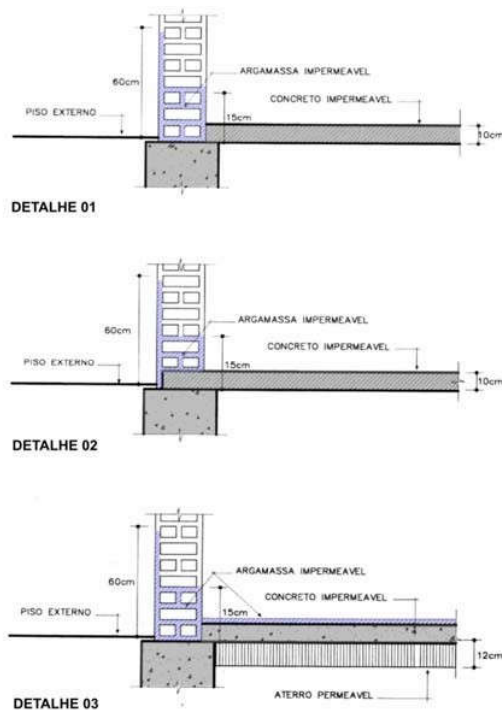 60cm
ARGAMASSA IMPERMEAVEL
CONCRETO IMPERMEAVEL
PISO EXTERNO
15cm
10cm
DETALHE 01
60cm
ARGAMASSA IMPERMEAVEL
CONCRETO IMPERMEAVEL
PISO EXTERNO
15cm
10cm
DETALHE 02
60cm
ARGAMASSA IMPERMEAVEL
CONCRETO IMPERMEAVEL
PISO EXTERNO
15cm
12cm
ATERRO PERMEAVEL
DETALHE 03